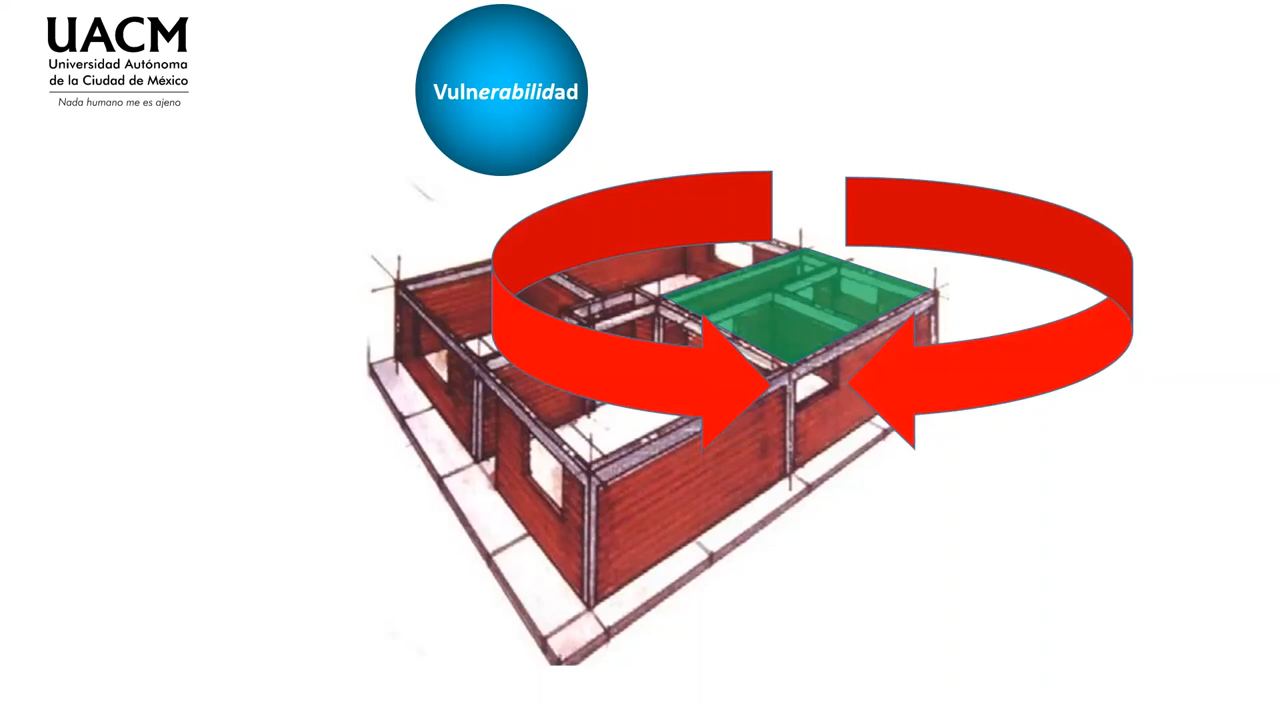 UACM
Universidad Autónoma
de la Ciudad de México
Nada humano me es ajeno
Vulnerabilidad